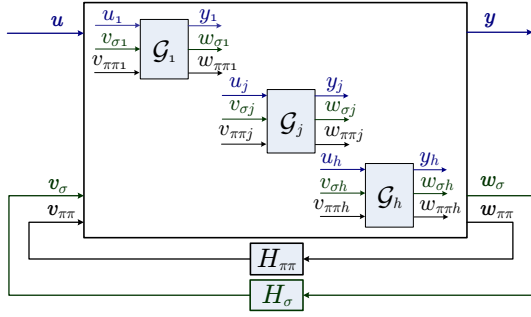 u y
u₁ y₁
v_σ1 𝒢₁ w_σ1
v_ππ1 w_ππ1
u_j y_j
v_σj 𝒢_j w_σj
v_ππj w_ππj
u_h y_h
v_σ v_σh 𝒢_h w_σh w_σ
v_ππ v_ππh w_ππh w_ππ
H_ππ
H_σ